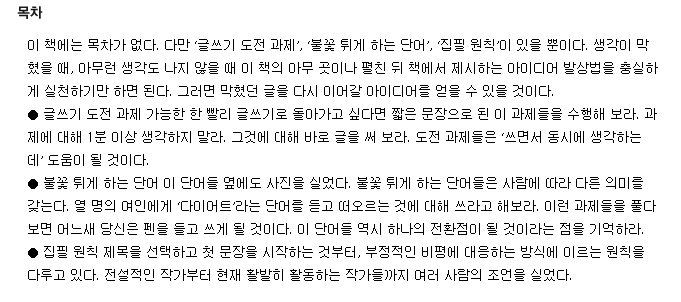 목차
이 책에는 목차가 없다. 다만 ‘글쓰기 도전 과제’, ‘불꽃 튀게 하는 단어’, ‘집필 원칙’이 있을 뿐이다. 생각이 막
혔을 때, 아무런 생각도 나지 않을 때 이 책의 아무 곳이나 펼친 뒤 책에서 제시하는 아이디어 발상법을 충실하
게 실천하기만 하면 된다. 그러면 막혔던 글을 다시 이어갈 아이디어를 얻을 수 있을 것이다.
● 글쓰기 도전 과제 가능한 한 빨리 글쓰기로 돌아가고 싶다면 짧은 문장으로 된 이 과제들을 수행해 보라. 과
제에 대해 1분 이상 생각하지 말라. 그것에 대해 바로 글을 써 보라. 도전 과제들은 ‘쓰면서 동시에 생각하는
데’ 도움이 될 것이다.
● 불꽃 튀게 하는 단어 이 단어들 옆에도 사진을 실었다. 불꽃 튀게 하는 단어들은 사람에 따라 다른 의미를
갖는다. 열 명의 여인에게 ‘다이어트’라는 단어를 듣고 떠오르는 것에 대해 쓰라고 해보라. 이런 과제들을 풀다
보면 어느새 당신은 펜을 들고 쓰게 될 것이다. 이 단어들 역시 하나의 전환점이 될 것이라는 점을 기억하라.
● 집필 원칙 제목을 선택하고 첫 문장을 시작하는 것부터, 부정적인 비평에 대응하는 방식에 이르는 원칙을
다루고 있다. 전설적인 작가부터 현재 활발히 활동하는 작가들까지 여러 사람의 조언을 실었다.